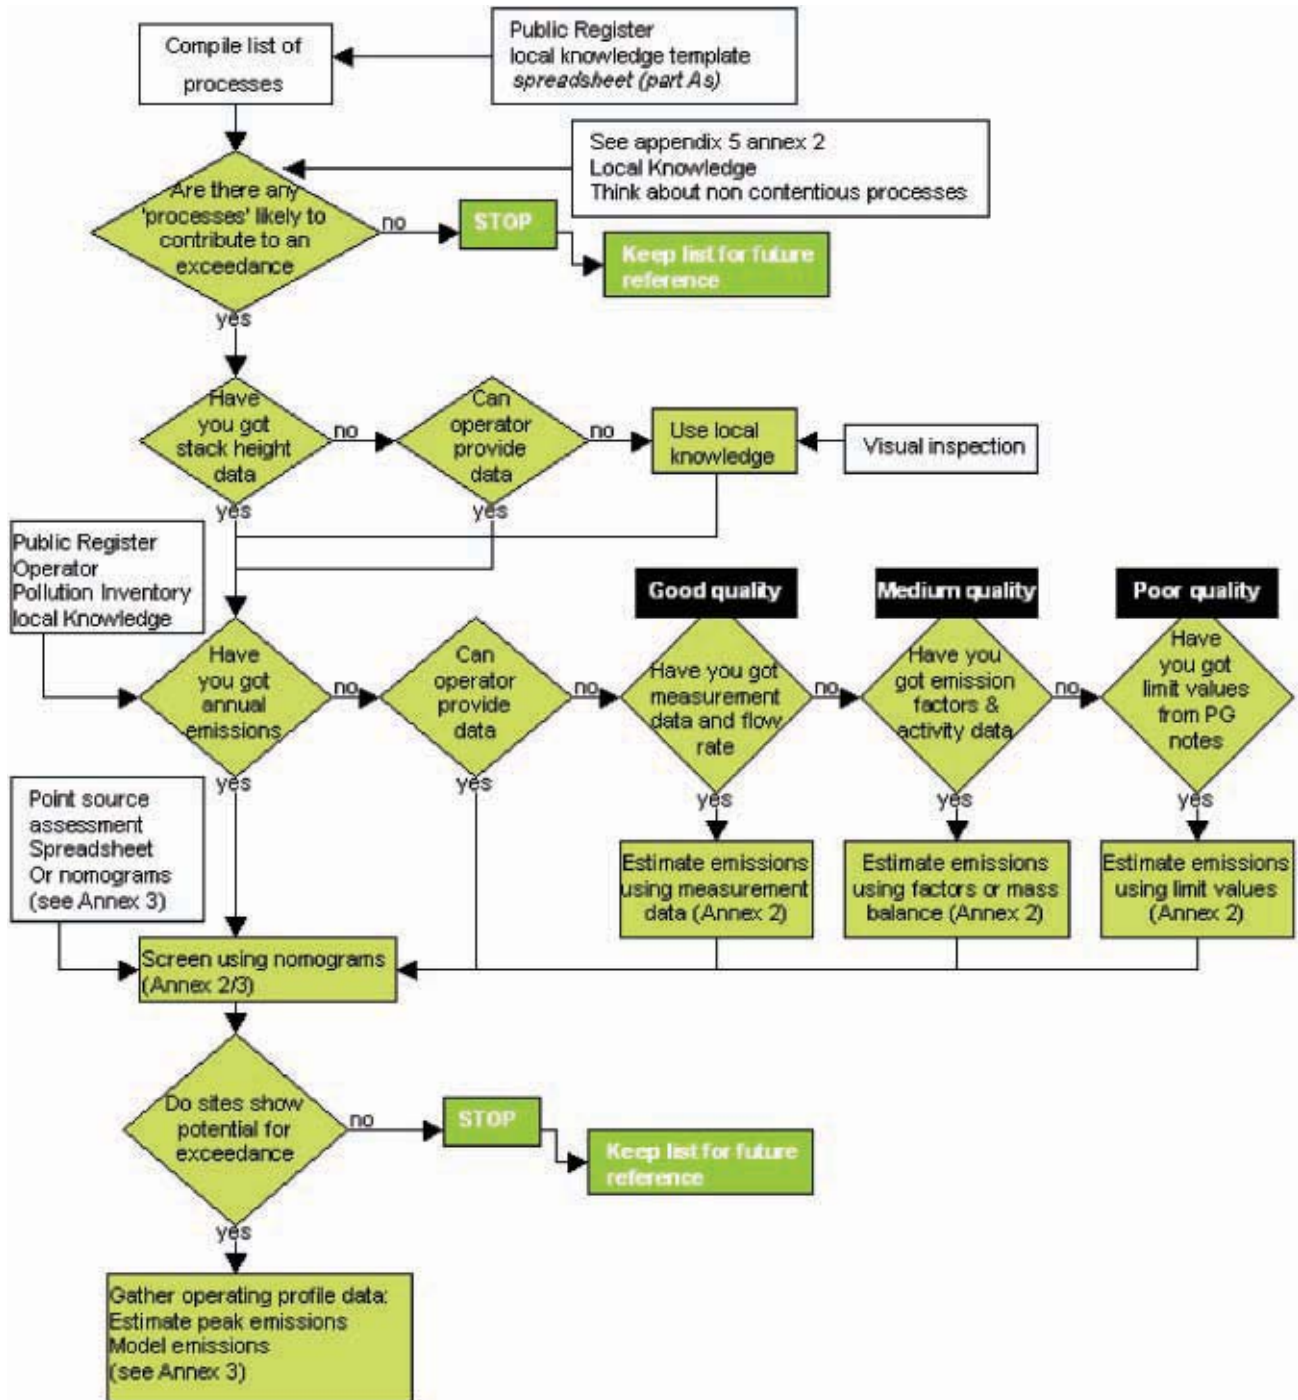 Compile list of
processes
Public Register
local knowledge template
spreadsheet (part As)
See appendix 5 annex 2
Local Knowledge
Think about non contentious processes
Are there any
'processes' likely to
contribute to an
exceedance
no
STOP
Keep list for future
reference
yes
Have
you got
stack height
data
no
Can
operator
provide
data
no
Use local
knowledge
Visual inspection
yes
yes
Public Register
Operator
Pollution Inventory
local Knowledge
Have
you got
annual
emissions
no
Can
operator
provide
data
no
Good quality
Have you got
measurement
data and flow
rate
no
Medium quality
Have you
got emission
factors &
activity data
no
Poor quality
Have
you got
limit values
from PG
notes
yes
yes
yes
yes
yes
Point source
assessment
Spreadsheet
Or nomograms
(see Annex 3)
Estimate emissions
using measurement
data (Annex 2)
Estimate emissions
using factors or mass
balance (Annex 2)
Estimate emissions
using limit values
(Annex 2)
Screen using nomograms
(Annex 2/3)
Do sites show
potential for
exceedance
no
STOP
Keep list for future
reference
yes
Gather operating profile data:
Estimate peak emissions
Model emissions
(see Annex 3)